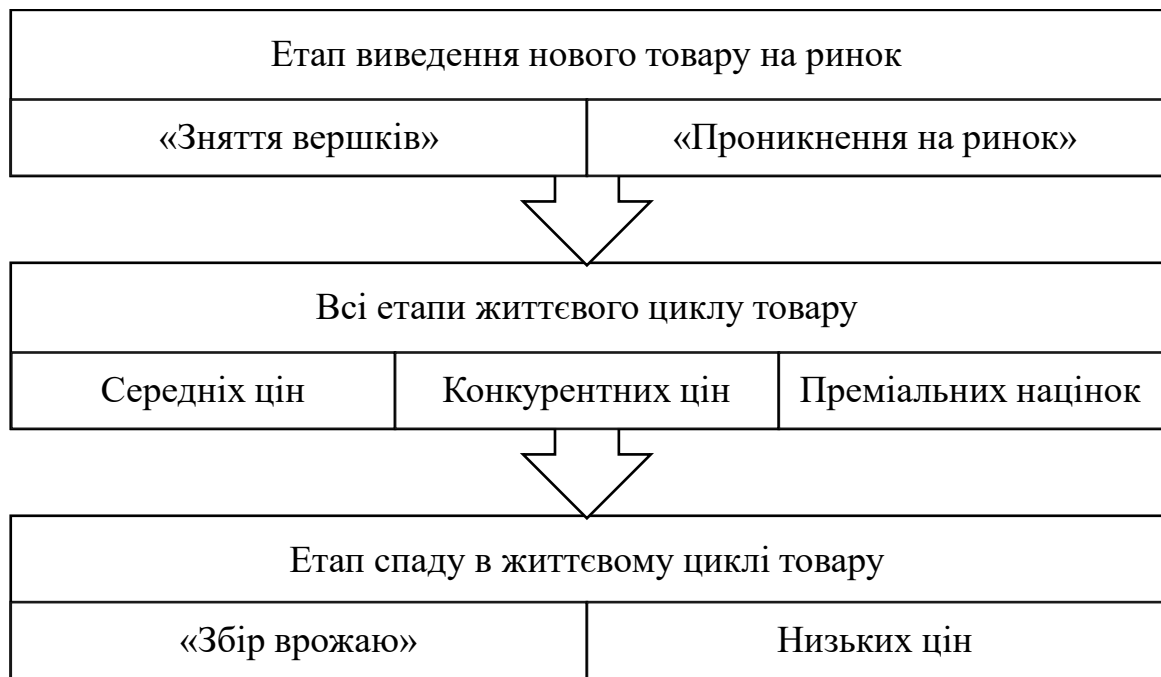 Етап виведення нового товару на ринок
«Зняття вершків»
«Проникнення на ринок»
Всі етапи життєвого циклу товару
Середніх цін
Конкурентних цін
Преміальних націнок
Етап спаду в життєвому циклі товару
«Збір врожаю»
Низьких цін